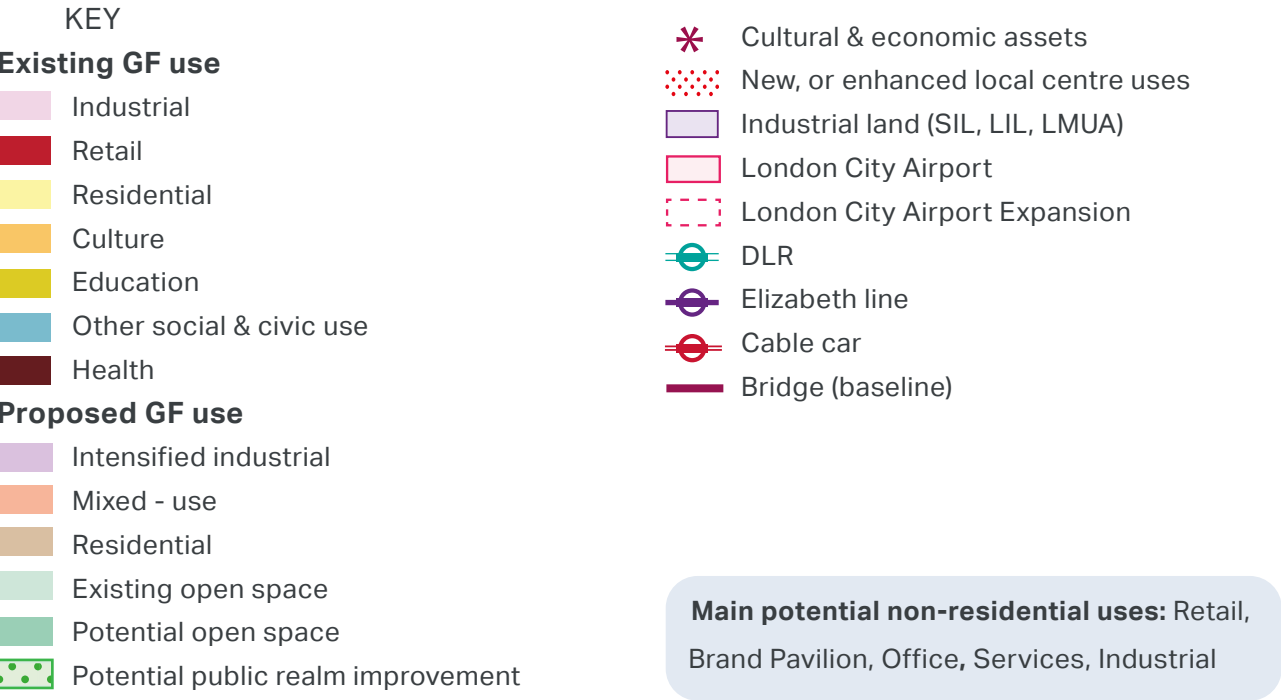 KEY
Existing GF use
Industrial
Retail
Residential
Culture
Education
Other social & civic use
Health
Proposed GF use
Intensified industrial
Mixed - use
Residential
Existing open space
Potential open space
Potential public realm improvement
Cultural & economic assets
New, or enhanced local centre uses
Industrial land (SIL, LIL, LMUA)
London City Airport
London City Airport Expansion
DLR
Elizabeth line
Cable car
Bridge (baseline)
Main potential non-residential uses: Retail,
Brand Pavilion, Office, Services, Industrial